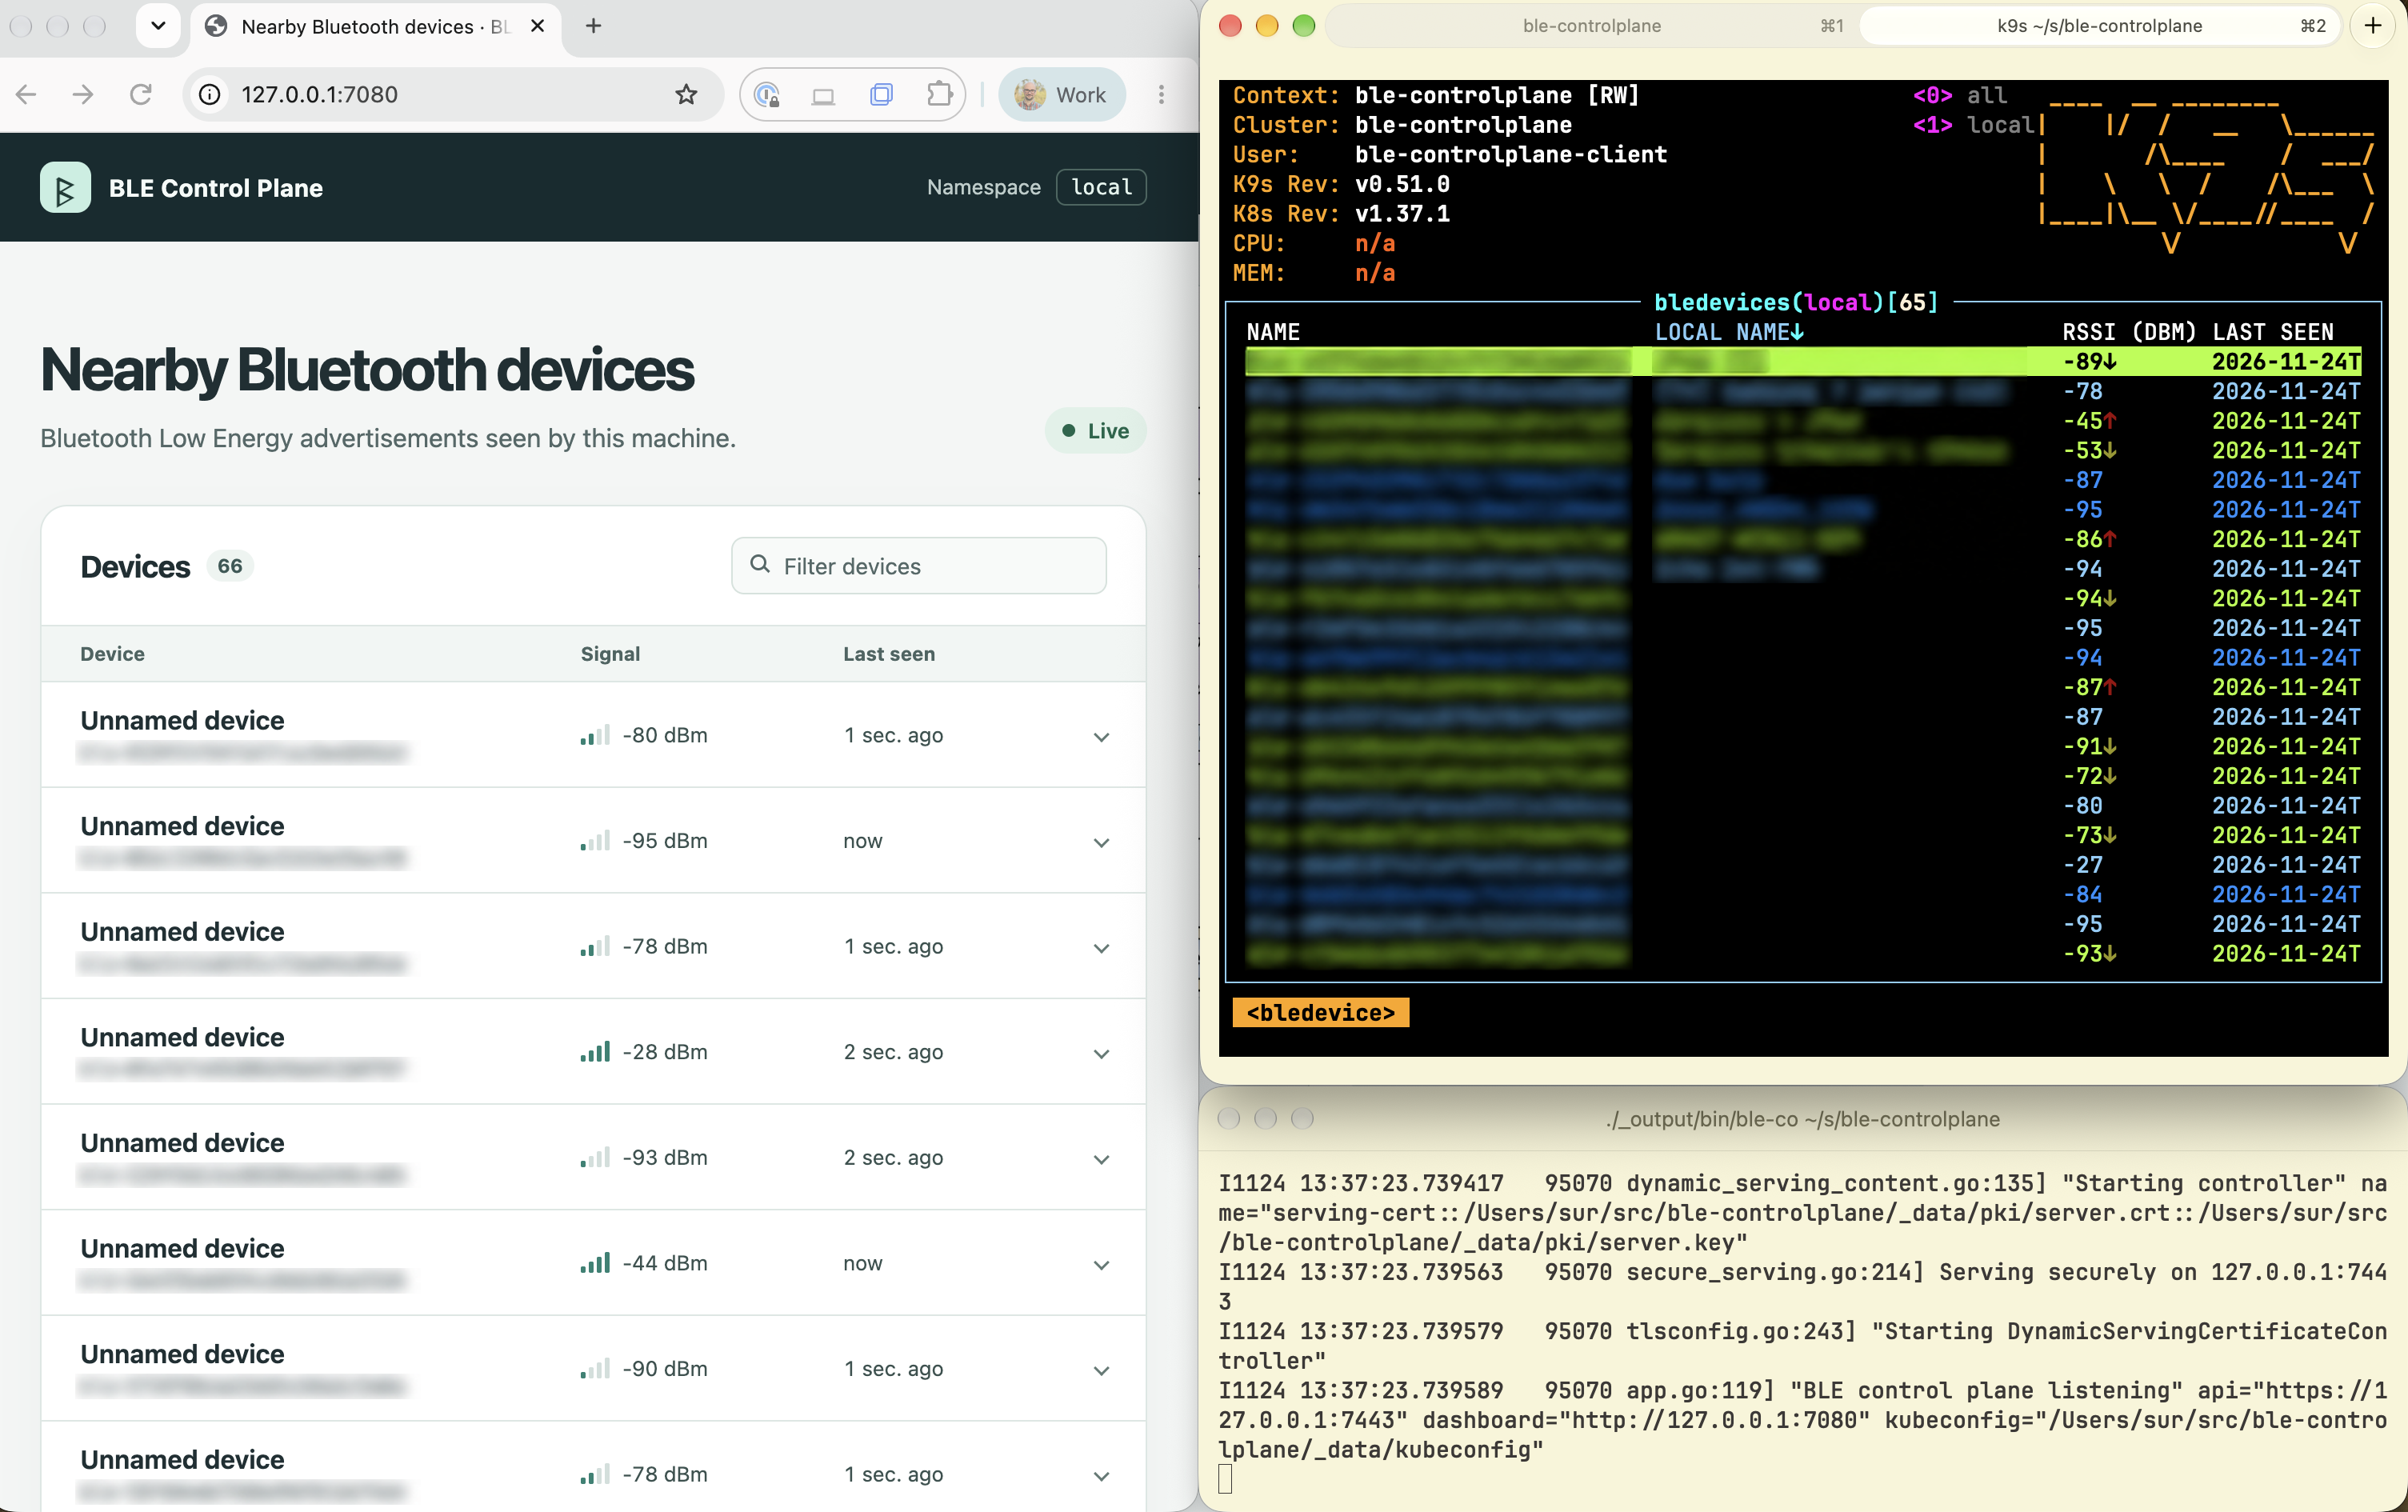 Nearby Bluetooth devices · BL
127.0.0.1:7080
Work
BLE Control Plane
Namespace local
Nearby Bluetooth devices
Bluetooth Low Energy advertisements seen by this machine.
Live
Devices 66
Filter devices
Device Signal Last seen
Unnamed device
-80 dBm 1 sec. ago
Unnamed device
-95 dBm now
Unnamed device
-78 dBm 1 sec. ago
Unnamed device
-28 dBm 2 sec. ago
Unnamed device
-93 dBm 2 sec. ago
Unnamed device
-44 dBm now
Unnamed device
-90 dBm 1 sec. ago
Unnamed device
-78 dBm 1 sec. ago
ble-controlplane ⌘1
k9s ~/s/ble-controlplane ⌘2
Context: ble-controlplane [RW] <0> all
Cluster: ble-controlplane <1> local
User: ble-controlplane-client
K9s Rev: v0.51.0
K8s Rev: v1.37.1
CPU: n/a
MEM: n/a
bledevices(local)[65]
NAME LOCAL NAME↓ RSSI (DBM) LAST SEEN
-89↓ 2026-11-24T
-78 2026-11-24T
-45↑ 2026-11-24T
-53↓ 2026-11-24T
-87 2026-11-24T
-95 2026-11-24T
-86↑ 2026-11-24T
-94 2026-11-24T
-94↓ 2026-11-24T
-95 2026-11-24T
-94 2026-11-24T
-87↑ 2026-11-24T
-87 2026-11-24T
-91↓ 2026-11-24T
-72↓ 2026-11-24T
-80 2026-11-24T
-73↓ 2026-11-24T
-27 2026-11-24T
-84 2026-11-24T
-95 2026-11-24T
-93↓ 2026-11-24T
<bledevice>
./_output/bin/ble-co ~/s/ble-controlplane
I1124 13:37:23.739417 95070 dynamic_serving_content.go:135] "Starting controller" na
me="serving-cert::/Users/sur/src/ble-controlplane/_data/pki/server.crt::/Users/sur/src
/ble-controlplane/_data/pki/server.key"
I1124 13:37:23.739563 95070 secure_serving.go:214] Serving securely on 127.0.0.1:744
3
I1124 13:37:23.739579 95070 tlsconfig.go:243] "Starting DynamicServingCertificateCon
troller"
I1124 13:37:23.739589 95070 app.go:119] "BLE control plane listening" api="https://1
27.0.0.1:7443" dashboard="http://127.0.0.1:7080" kubeconfig="/Users/sur/src/ble-contro
lplane/_data/kubeconfig"